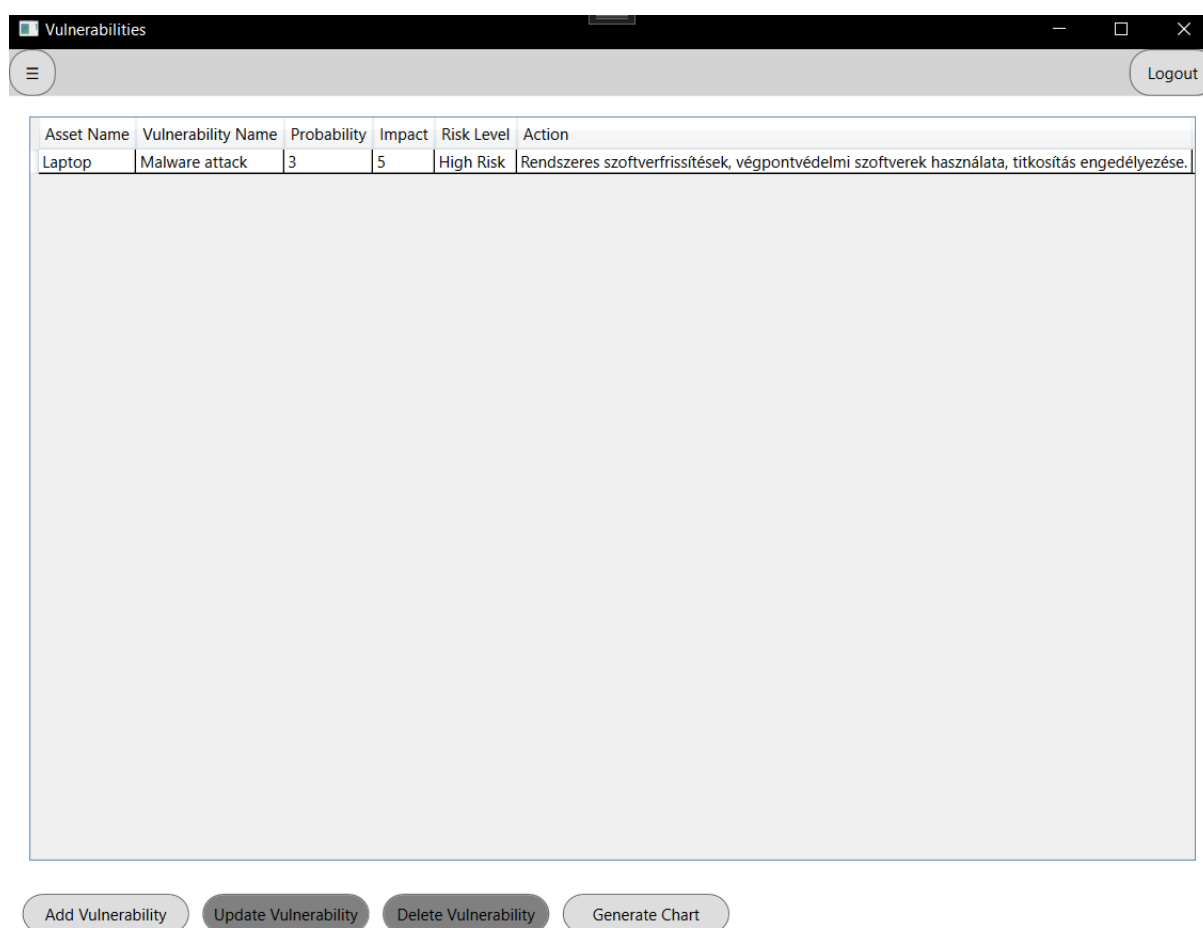 Vulnerabilities
☰ Logout
Asset Name Vulnerability Name Probability Impact Risk Level Action
Laptop Malware attack 3 5 High Risk Rendszeres szoftverfrissítések, végpontvédelmi szoftverek használata, titkosítás engedélyezése.
Add Vulnerability Update Vulnerability Delete Vulnerability Generate Chart